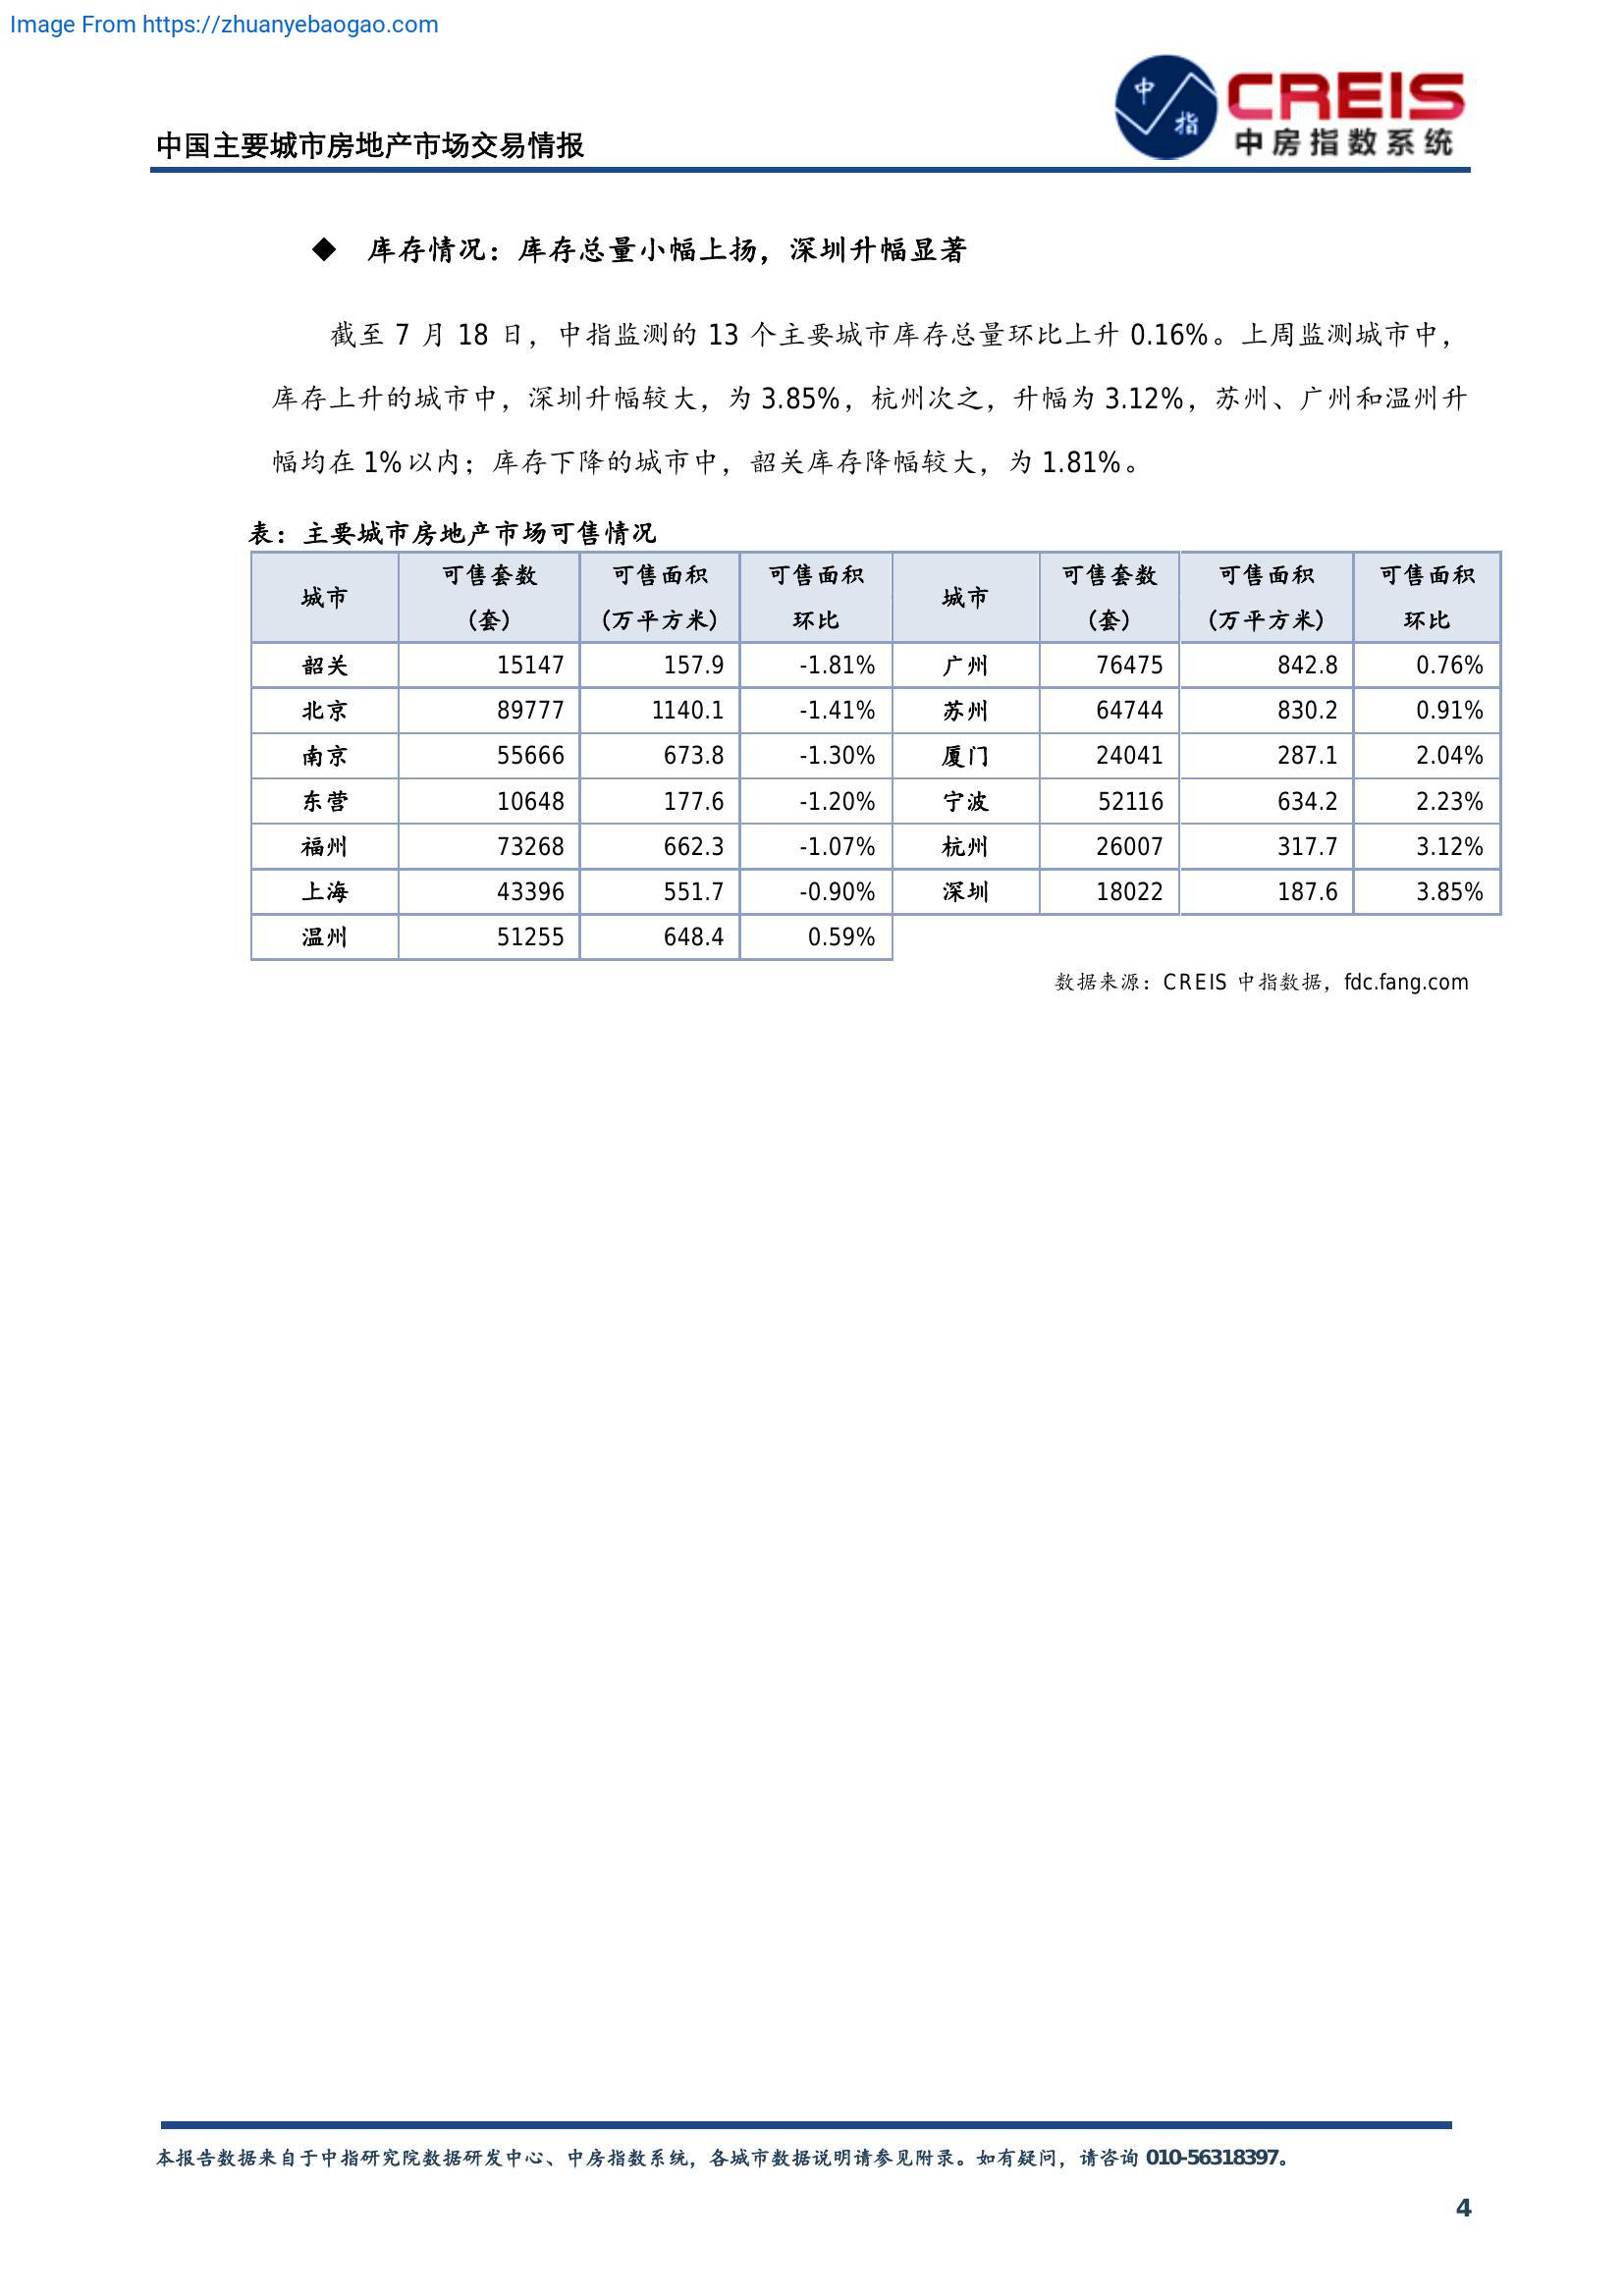 Image From https://zhuanyebaogao.com
中 指
CREIS
中房指数系统
中国主要城市房地产市场交易情报
◆ 库存情况：库存总量小幅上扬，深圳升幅显著
截至 7 月 18 日，中指监测的 13 个主要城市库存总量环比上升 0.16%。上周监测城市中，
库存上升的城市中，深圳升幅较大，为 3.85%，杭州次之，升幅为 3.12%，苏州、广州和温州升
幅均在 1%以内；库存下降的城市中，韶关库存降幅较大，为 1.81%。
表：主要城市房地产市场可售情况
城市 可售套数（套） 可售面积（万平方米） 可售面积环比 城市 可售套数（套） 可售面积（万平方米） 可售面积环比
韶关 15147 157.9 -1.81% 广州 76475 842.8 0.76%
北京 89777 1140.1 -1.41% 苏州 64744 830.2 0.91%
南京 55666 673.8 -1.30% 厦门 24041 287.1 2.04%
东营 10648 177.6 -1.20% 宁波 52116 634.2 2.23%
福州 73268 662.3 -1.07% 杭州 26007 317.7 3.12%
上海 43396 551.7 -0.90% 深圳 18022 187.6 3.85%
温州 51255 648.4 0.59%
数据来源：CREIS 中指数据，fdc.fang.com
本报告数据来自于中指研究院数据研发中心、中房指数系统，各城市数据说明请参见附录。如有疑问，请咨询 010-56318397。
4